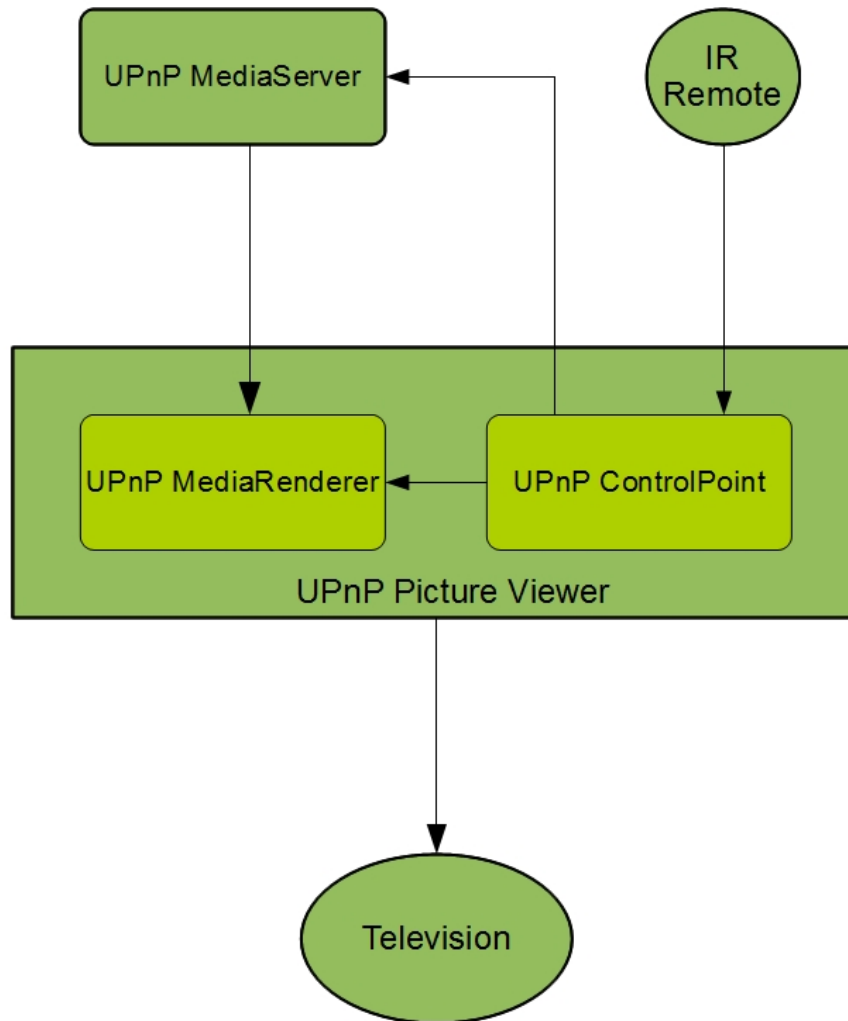 UPnP MediaServer
IR
Remote
UPnP MediaRenderer
UPnP ControlPoint
UPnP Picture Viewer
Television